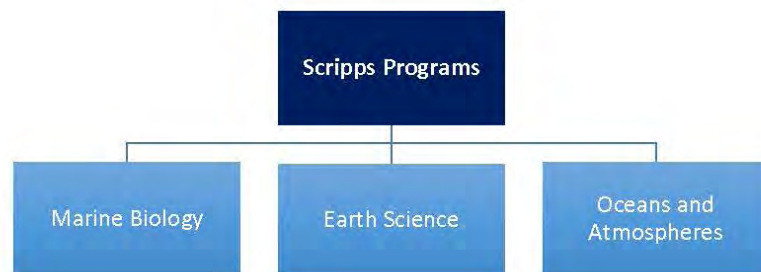 Scripps Programs
Marine Biology
Earth Science
Oceans and
Atmospheres